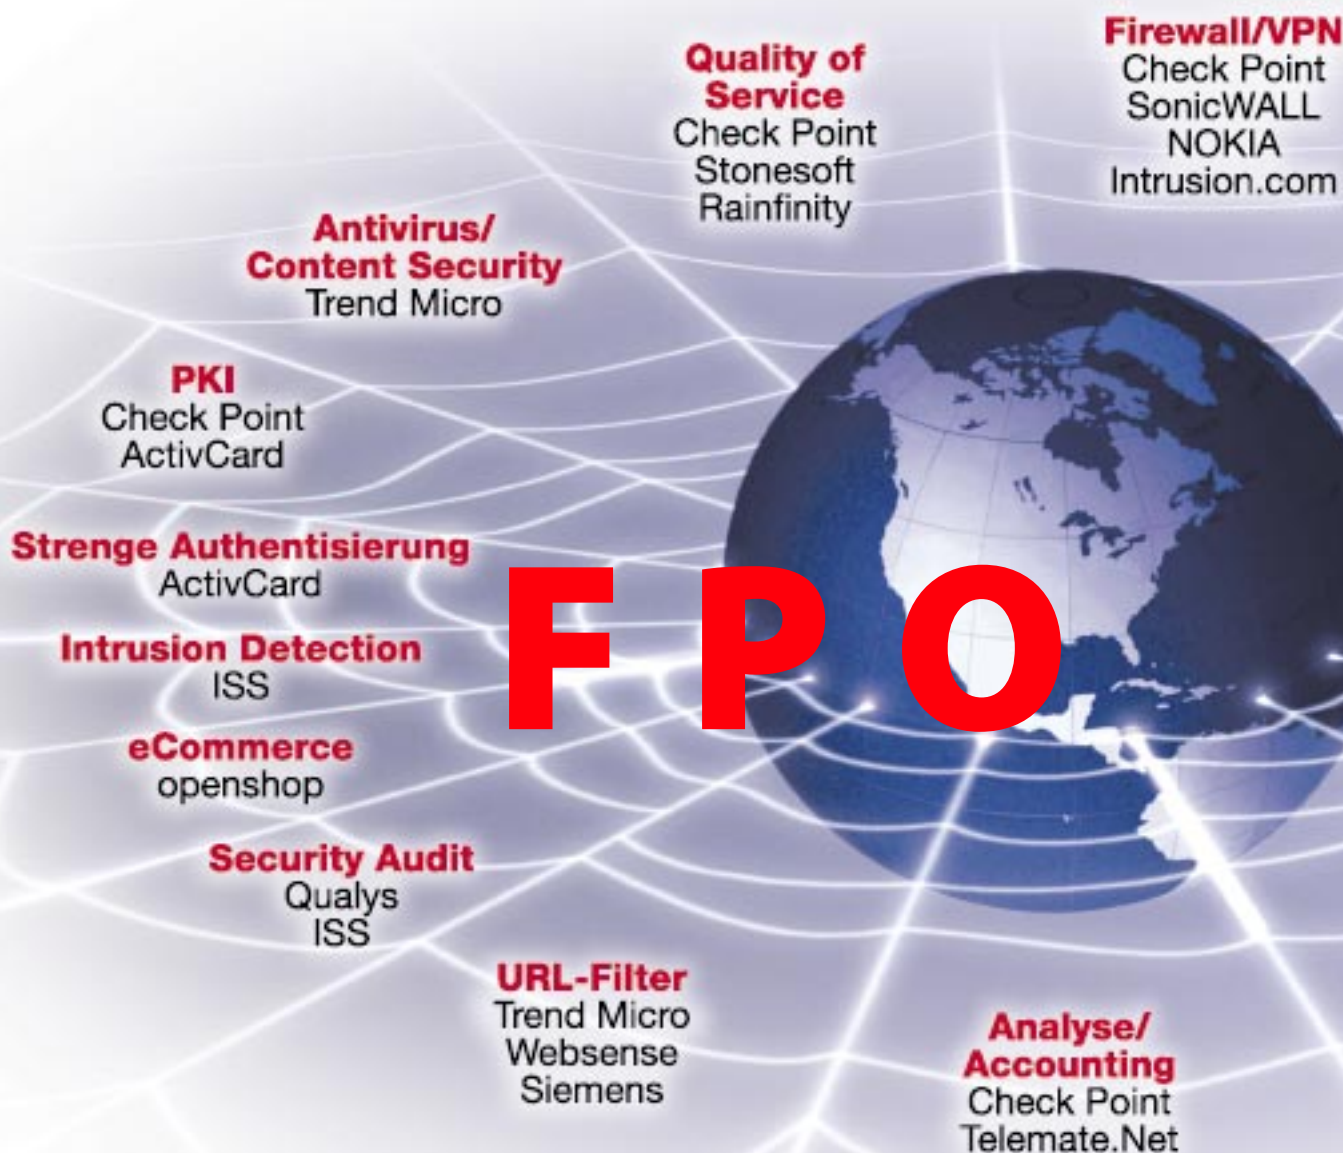 Firewall/VPN
Check Point
SonicWALL
NOKIA
Intrusion.com
Quality of
Service
Check Point
Stonesoft
Rainfinity
Antivirus/
Content Security
Trend Micro
PKI
Check Point
ActivCard
Strenge Authentisierung
ActivCard
Intrusion Detection
ISS
eCommerce
openshop
Security Audit
Qualys
ISS
URL-Filter
Trend Micro
Websense
Siemens
Analyse/
Accounting
Check Point
Telemate.Net
F P O